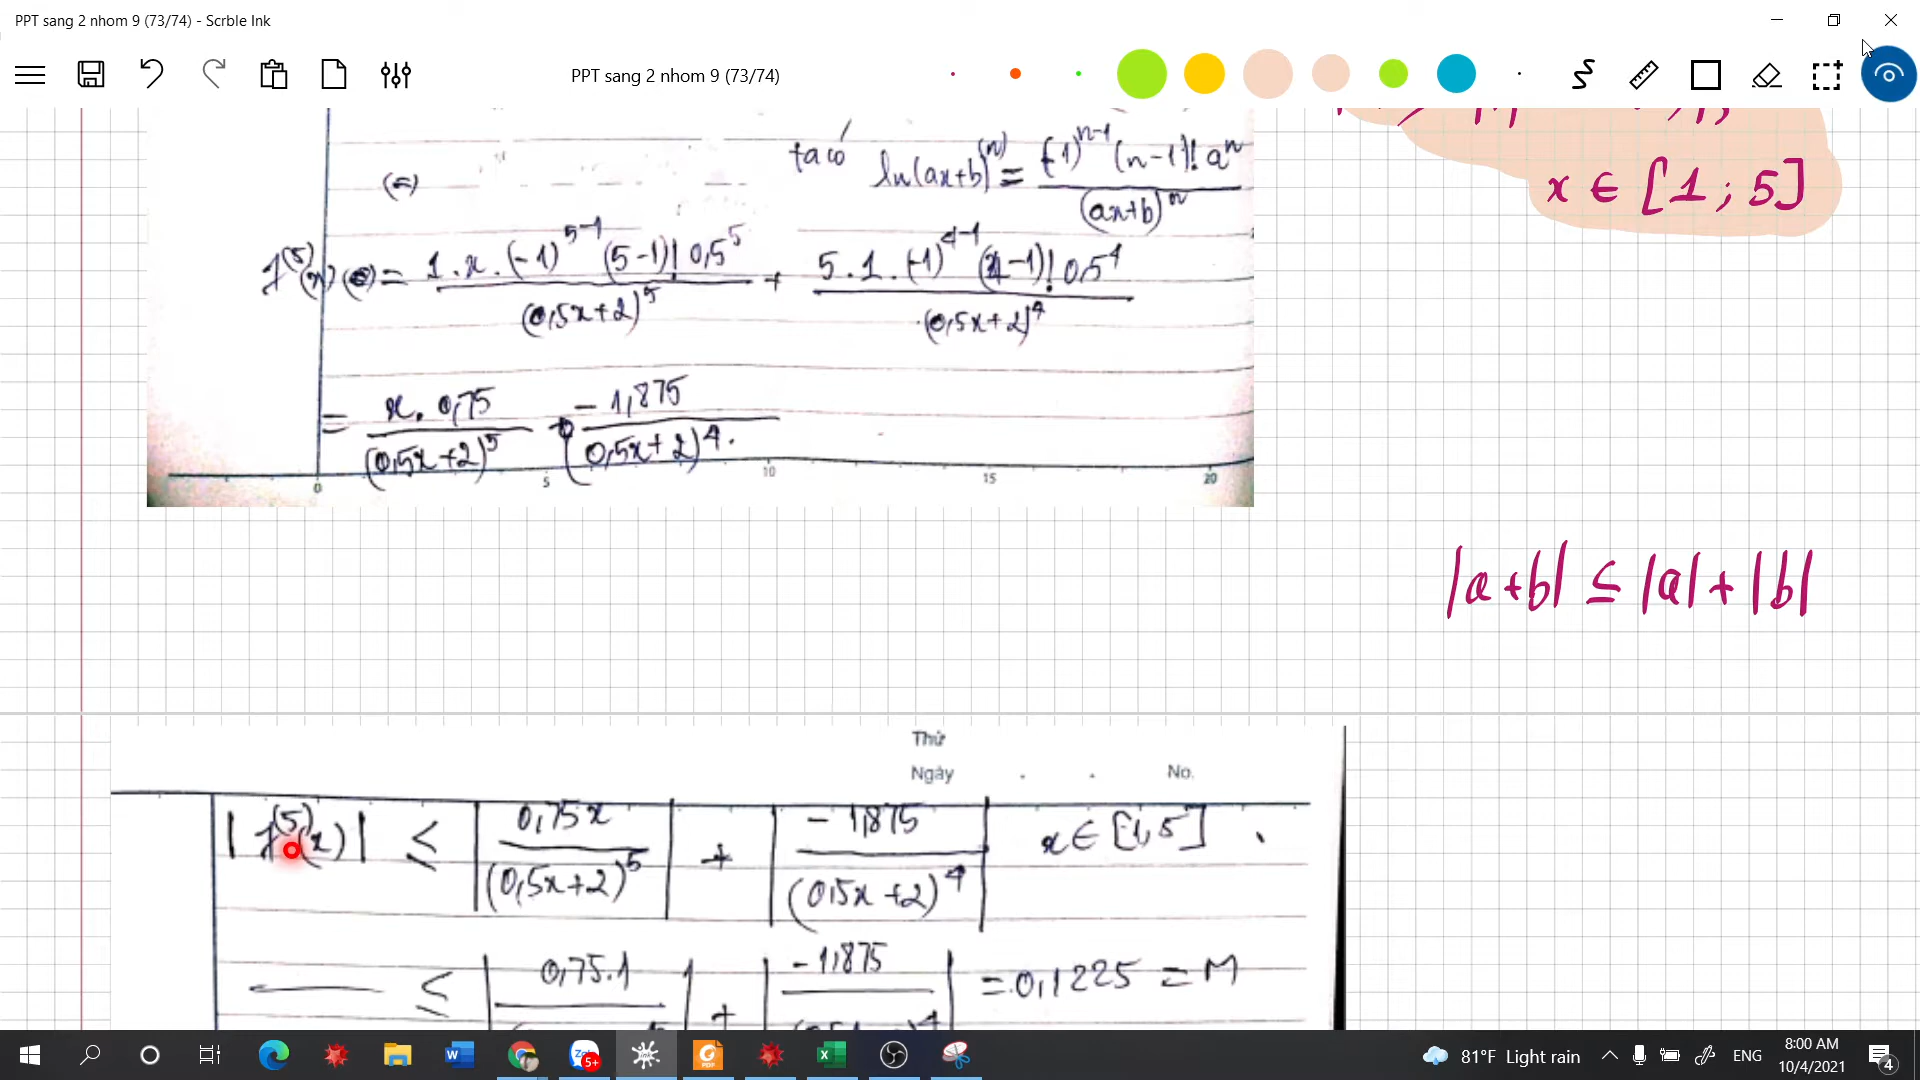 PPT sang 2 nhom 9 (73/74) - Scrble Ink
PPT sang 2 nhom 9 (73/74)
x ∈ [1 ; 5]
ta có ln(ax+b)^(n) = (-1)^(n-1) (n-1)! a^n / (ax+b)^n
(=)
f^(5)(x) (=) = 1.x.(-1)^(5-1) (5-1)! 0,5^5 / (0,5x+2)^5 + 5.1.(-1)^(4-1) (4-1)! 0,5^4 / (0,5x+2)^4
= x.0,75 / (0,5x+2)^5 + -1,875 / (0,5x+2)^4.
0 5 10 15 20
|a+b| ≤ |a| + |b|
Thứ
Ngày . . No.
|f^(5)(x)| ≤ |0,75x / (0,5x+2)^5| + |-1,875 / (0,5x+2)^4| x ∈ [1,5]
≤ |0,75.1| + |-1,875| = 0,1225 = M
5+
81°F Light rain
ENG
8:00 AM
10/4/2021
4